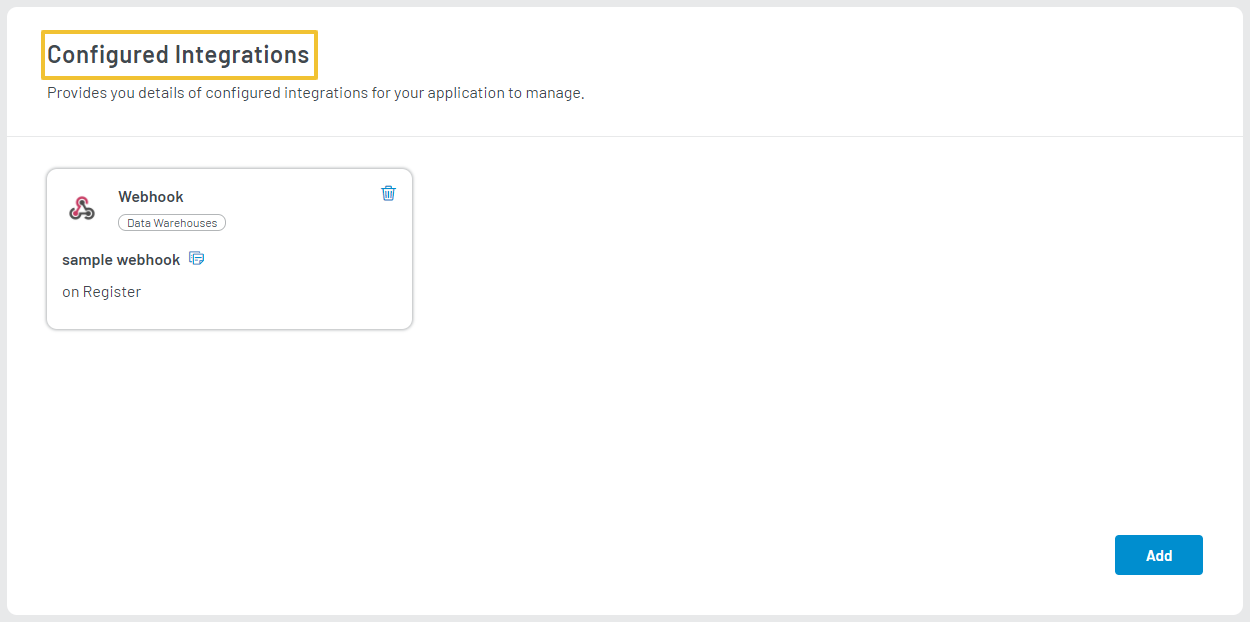 Configured Integrations
Provides you details of configured integrations for your application to manage.
Webhook
Data Warehouses
sample webhook
on Register
Add